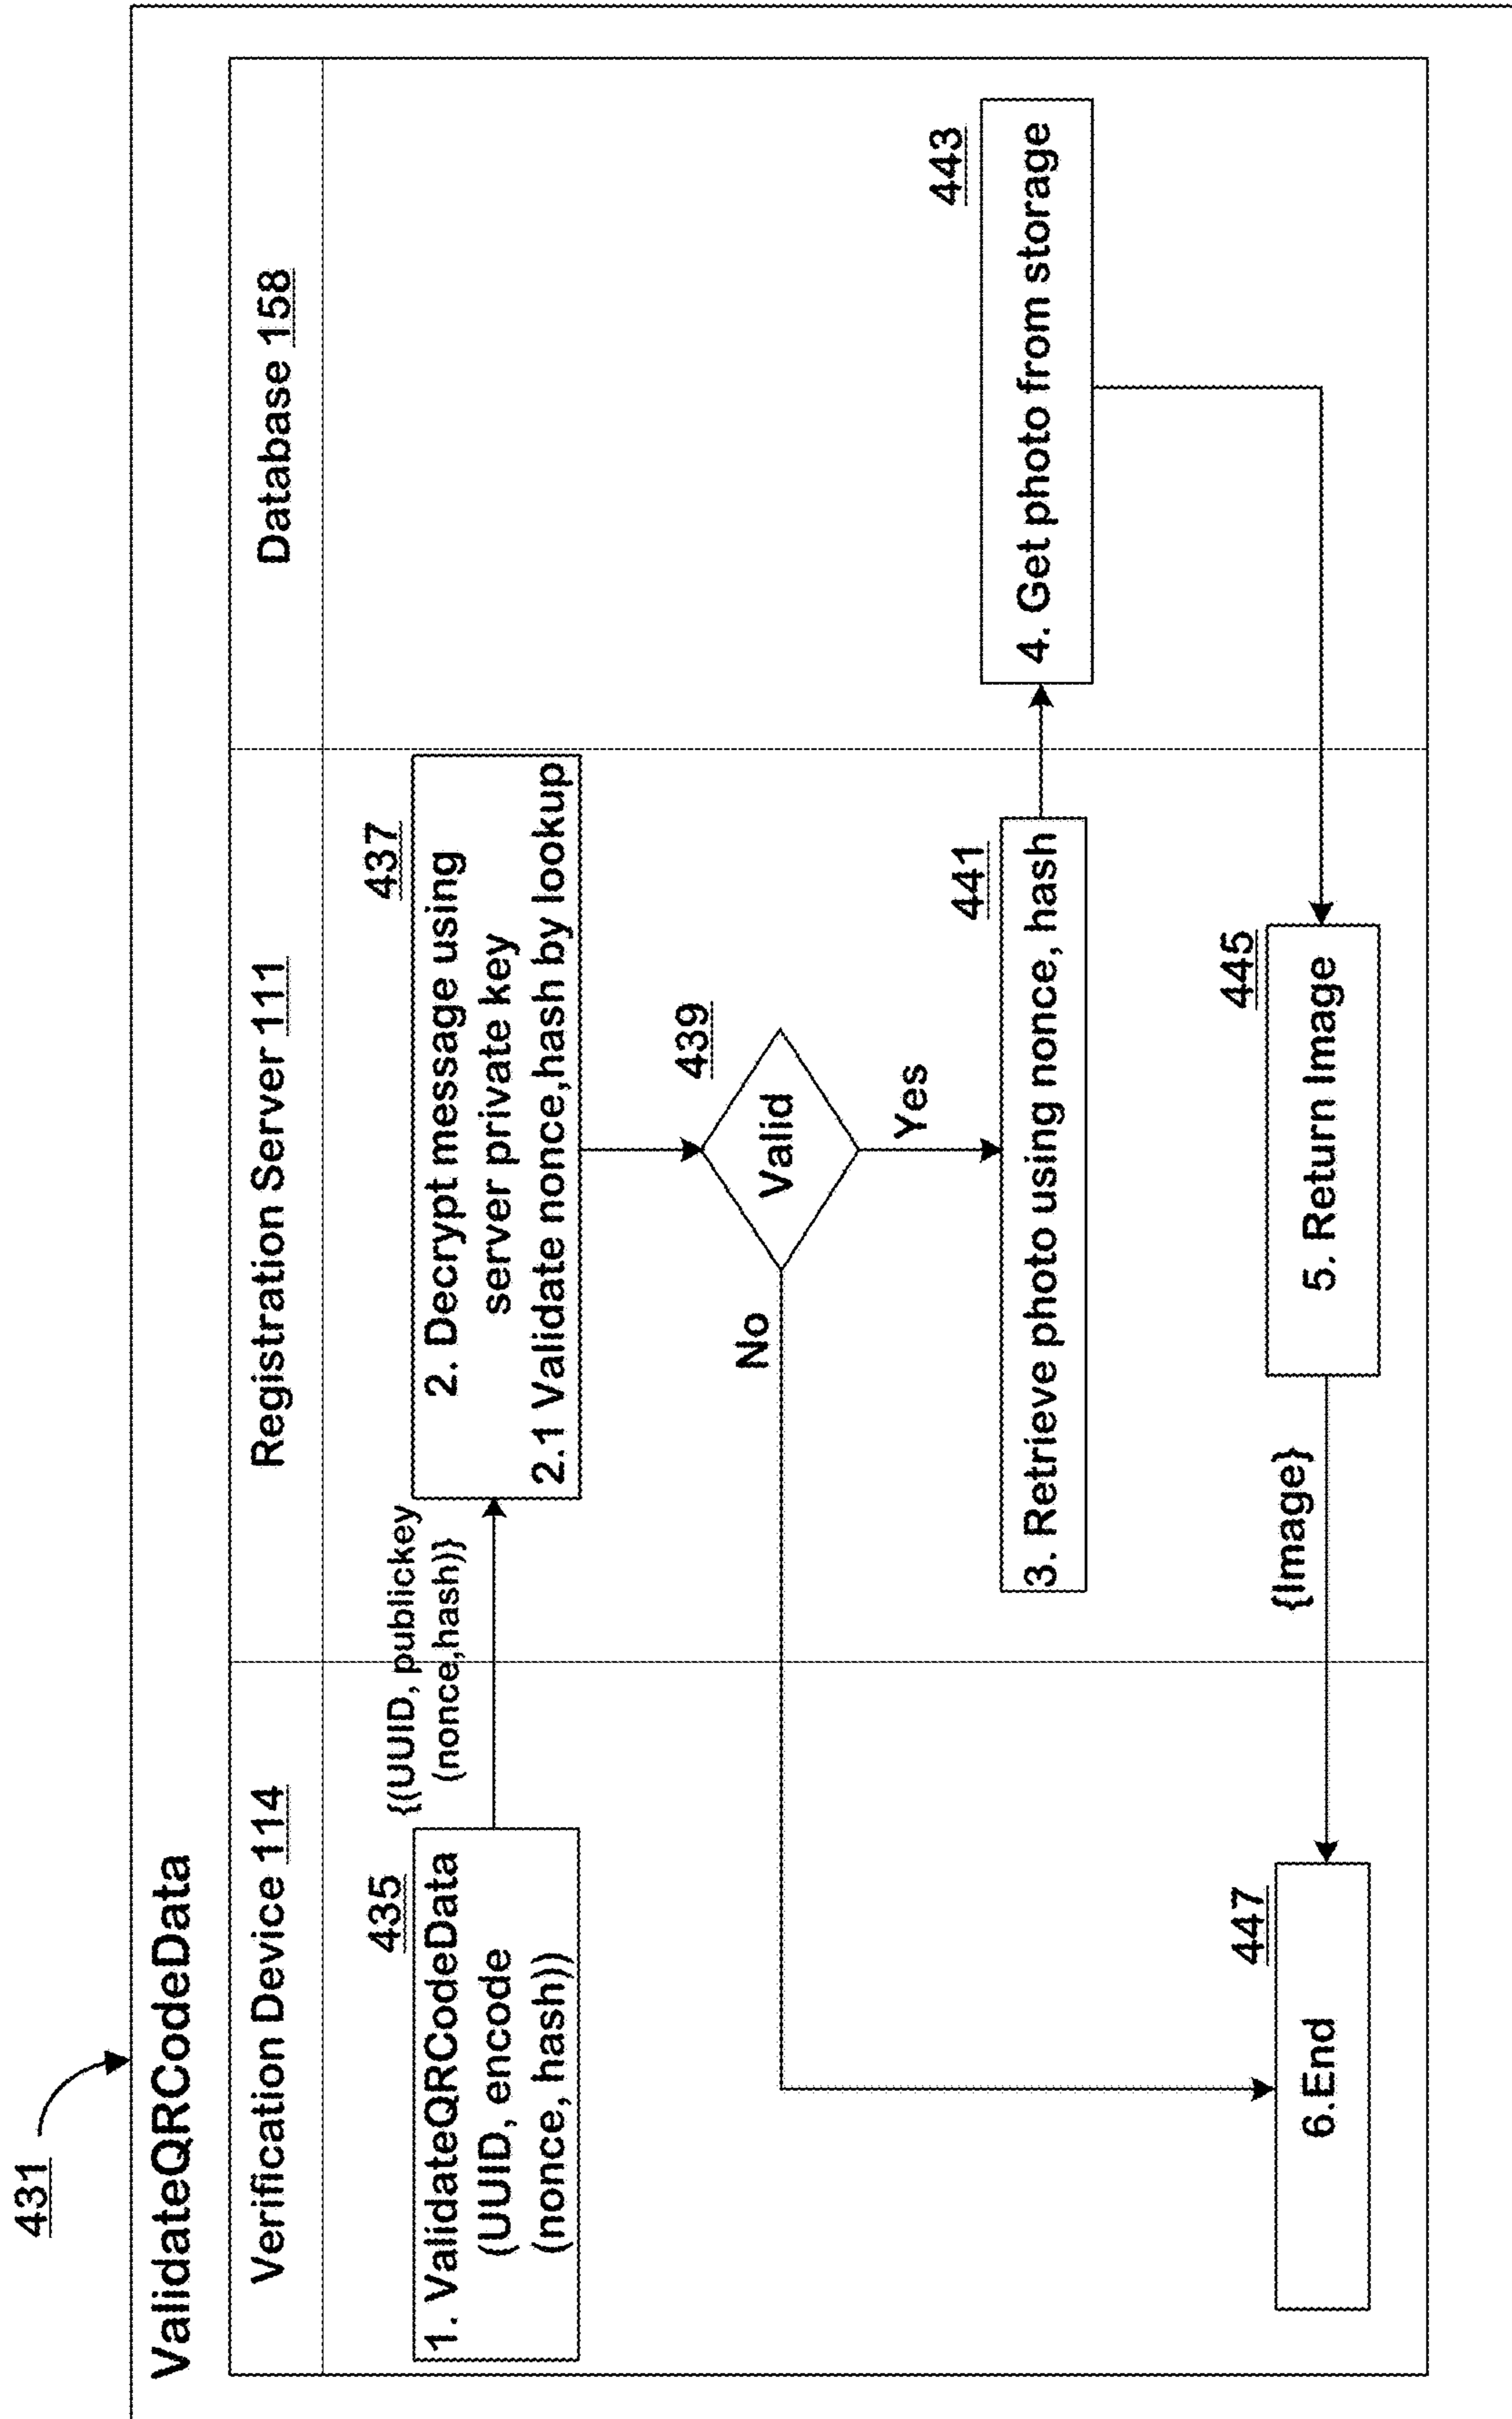 431
ValidateQRCodeData
Verification Device 114
Registration Server 111
Database 158
435
1. ValidateQRCodeData
(UUID, encode
(nonce, hash))
{(UUID, publickey
(nonce,hash)}
437
2. Decrypt message using
server private key
2.1 Validate nonce,hash by lookup
439
Valid
No
Yes
441
3. Retrieve photo using nonce, hash
443
4. Get photo from storage
445
5. Return Image
{Image}
447
6.End